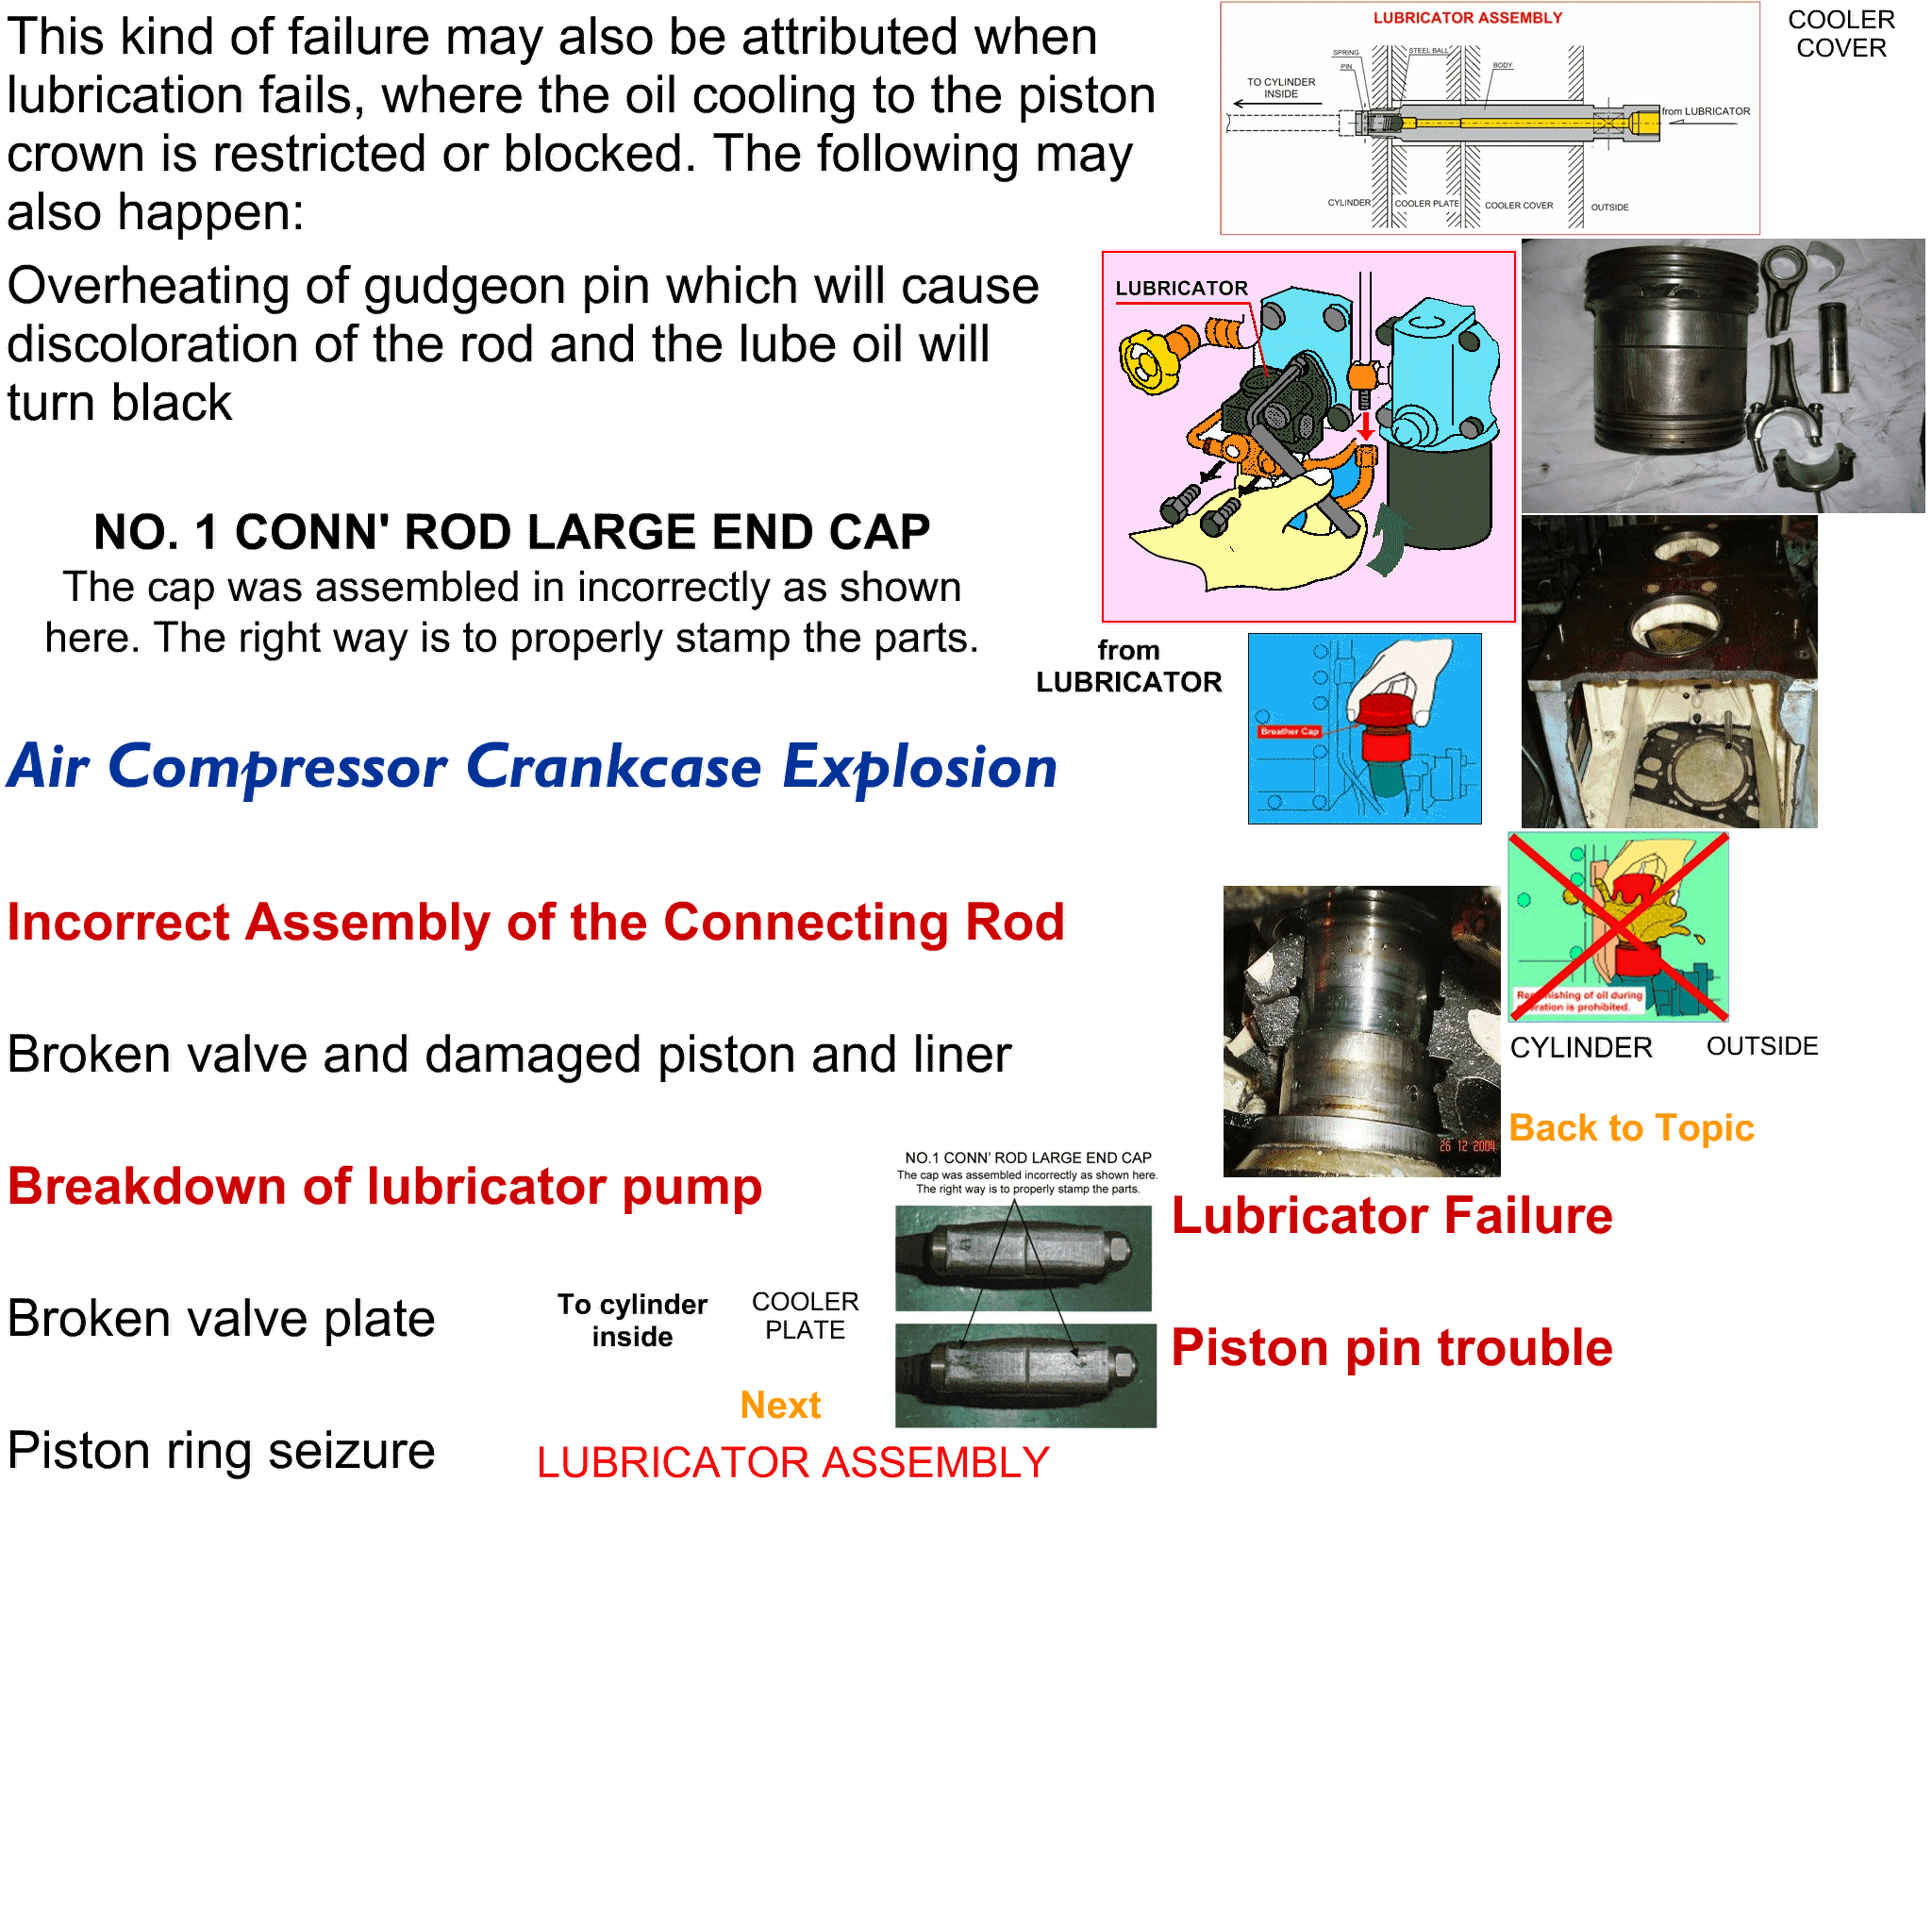 This kind of failure may also be attributed when
lubrication fails, where the oil cooling to the piston
crown is restricted or blocked. The following may
also happen:
Overheating of gudgeon pin which will cause
discoloration of the rod and the lube oil will
turn black
NO. 1 CONN' ROD LARGE END CAP
The cap was assembled in incorrectly as shown
here. The right way is to properly stamp the parts.
Air Compressor Crankcase Explosion
Incorrect Assembly of the Connecting Rod
Broken valve and damaged piston and liner
Breakdown of lubricator pump
Broken valve plate
Piston ring seizure
To cylinder
inside
COOLER
PLATE
Next
LUBRICATOR ASSEMBLY
NO.1 CONN' ROD LARGE END CAP
The cap was assembled incorrectly as shown here.
The right way is to properly stamp the parts.
LUBRICATOR ASSEMBLY
SPRING
STEEL BALL
PIN
BODY
TO CYLINDER
INSIDE
from LUBRICATOR
CYLINDER
COOLER PLATE
COOLER COVER
OUTSIDE
COOLER
COVER
LUBRICATOR
from
LUBRICATOR
Breather Cap
Replenishing of oil during
operation is prohibited.
26 12 2004
CYLINDER
OUTSIDE
Back to Topic
Lubricator Failure
Piston pin trouble